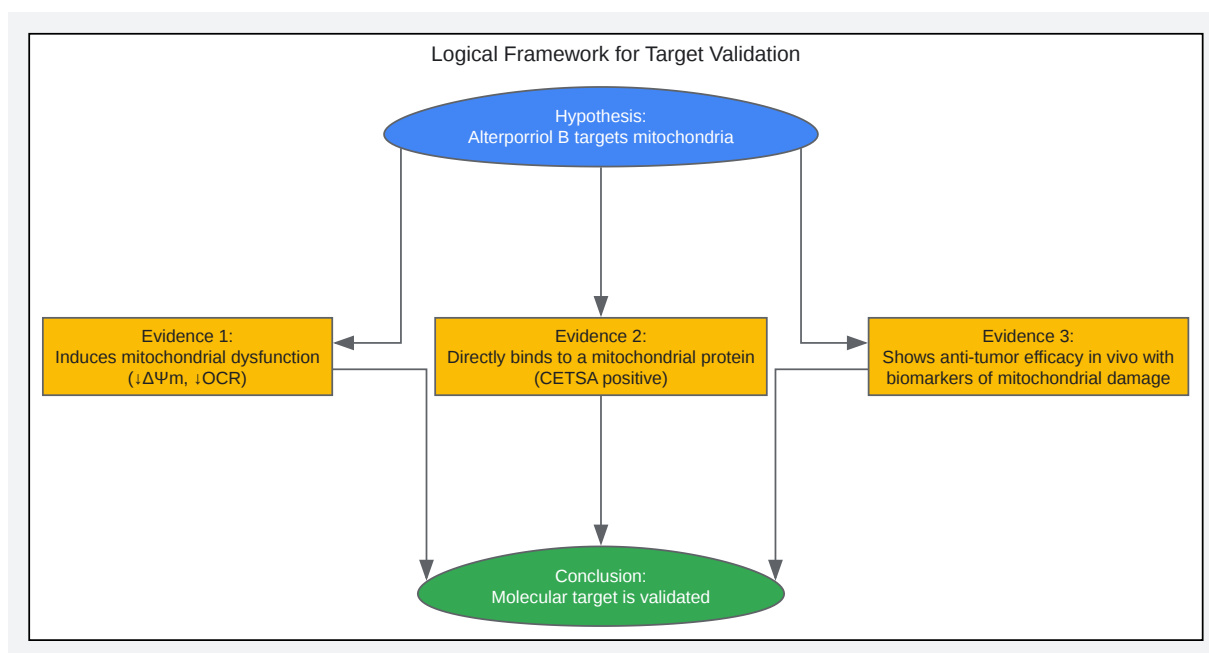 Logical Framework for Target Validation
Hypothesis:
Alterporriol B targets mitochondria
Evidence 1:
Induces mitochondrial dysfunction
(↓ΔΨm, ↓OCR)
Evidence 2:
Directly binds to a mitochondrial protein
(CETSA positive)
Evidence 3:
Shows anti-tumor efficacy in vivo with
biomarkers of mitochondrial damage
Conclusion:
Molecular target is validated